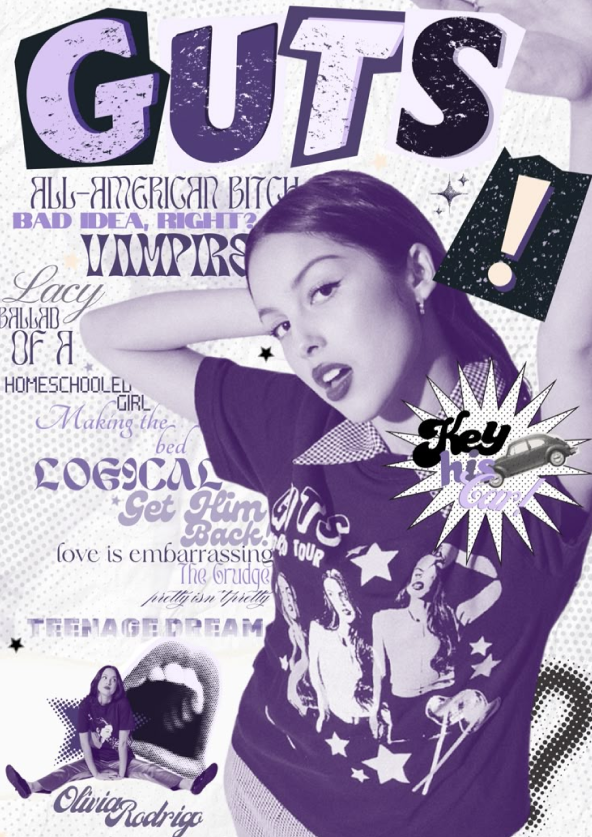 GUTS
!
ALL-AMERICAN BITCH
BAD IDEA, RIGHT?
VAMPIRE
Lacy
BALLAD
OF A
HOMESCHOOLED
GIRL
Making the
bed
LOGICAL
Get Him
Back!
love is embarrassing
The Grudge
pretty isn't pretty
TEENAGE DREAM
Key
his
Car!
GUTS
TOUR
Olivia
Rodrigo